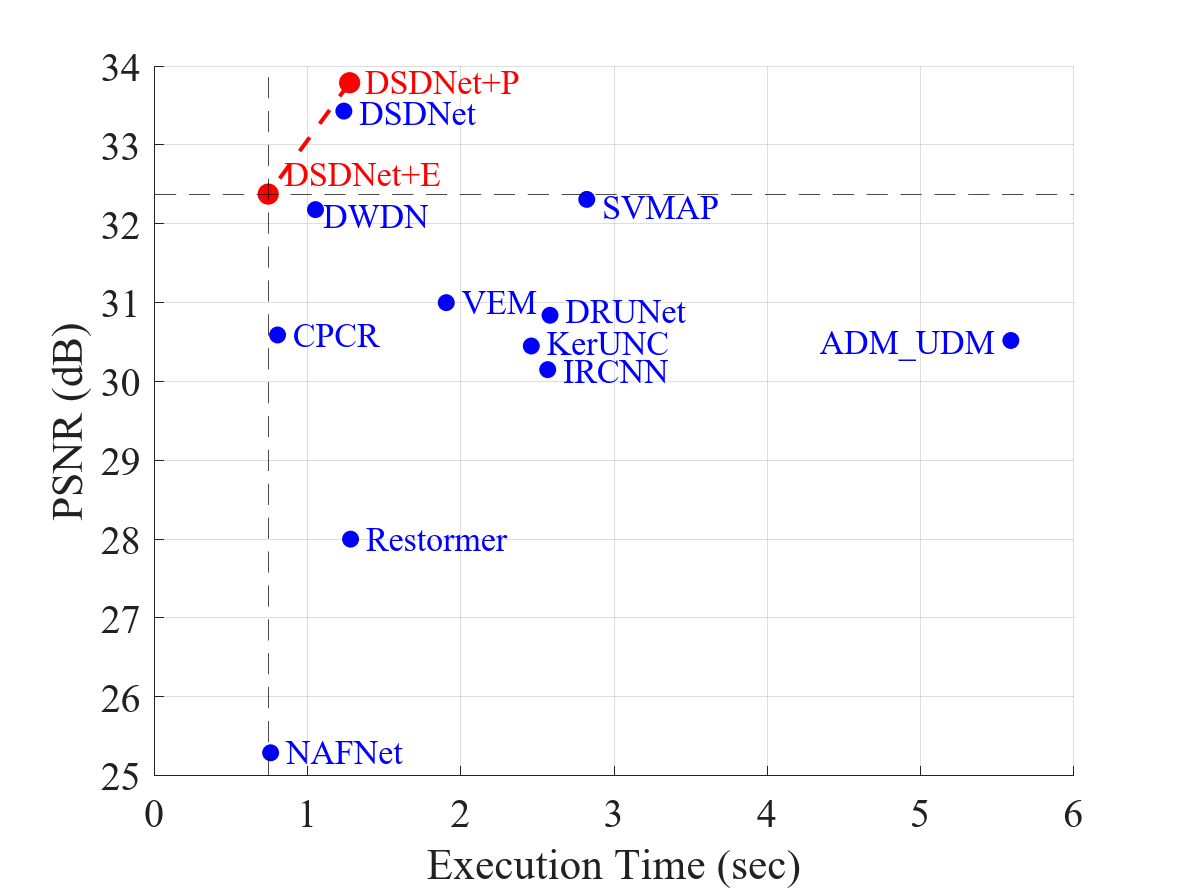 34
DSDNet+P
DSDNet
33
DSDNet+E
DWDN
SVMAP
32
31
VEM
DRUNet
CPCR
KerUNC
ADM_UDM
IRCNN
30
29
28
Restormer
27
26
NAFNet
25
PSNR (dB)
0 1 2 3 4 5 6
Execution Time (sec)